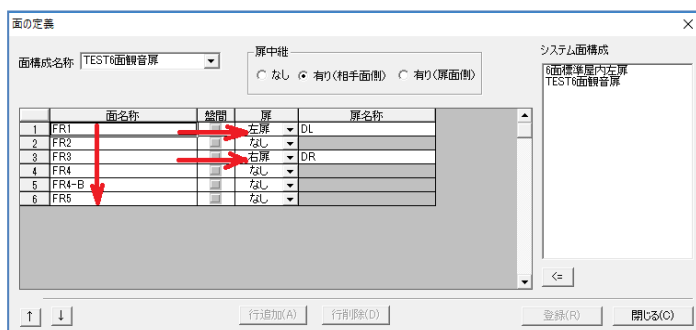 面の定義
面構成名称 TEST6面観音扉
扉中継
なし 有り(相手面側) 有り(扉面側)
システム面構成
6面標準屋内左扉
TEST6面観音扉
面名称 盤間 扉 扉名称
1 FR1 左扉 DL
2 FR2 なし
3 FR3 右扉 DR
4 FR4 なし
5 FR4-B なし
6 FR5 なし
<=
↑ ↓ 行追加(A) 行削除(D) 登録(R) 閉じる(C)